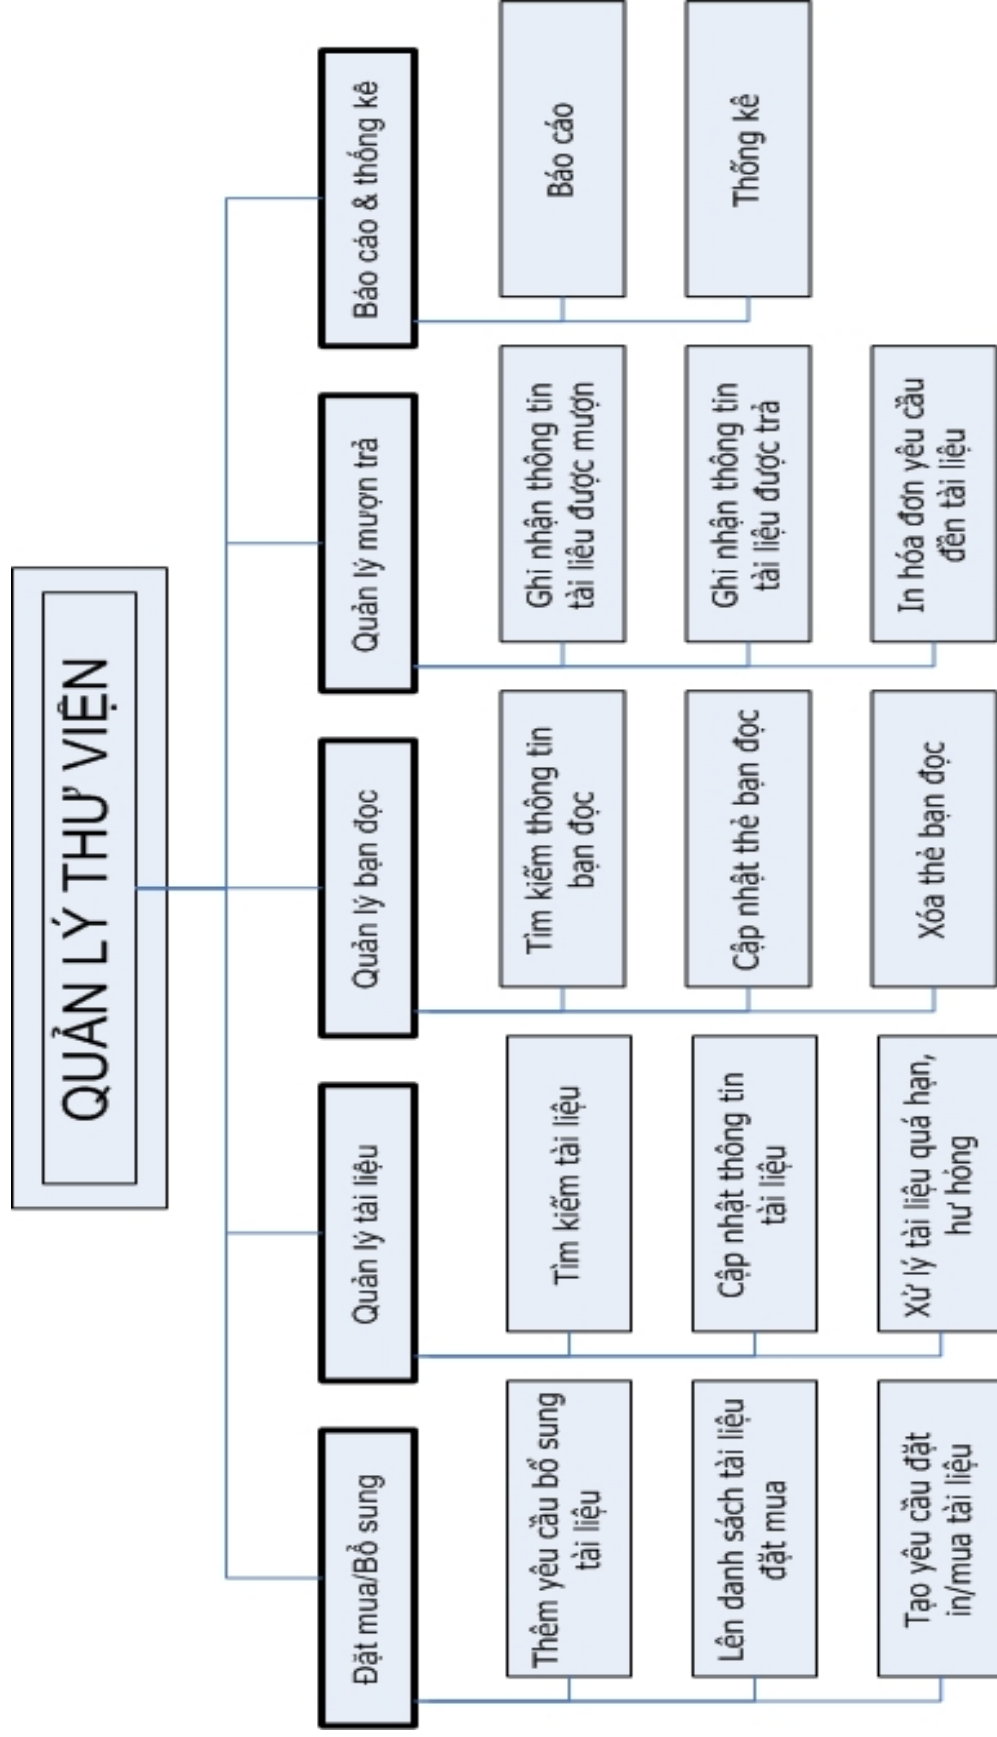 QUẢN LÝ THƯ VIỆN
Đặt mua/Bổ sung
Thêm yêu cầu bổ sung
tài liệu
Lên danh sách tài liệu
đặt mua
Tạo yêu cầu đặt
in/mua tài liệu
Quản lý tài liệu
Tìm kiếm tài liệu
Cập nhật thông tin
tài liệu
Xử lý tài liệu quá hạn,
hư hỏng
Quản lý bạn đọc
Tìm kiếm thông tin
bạn đọc
Cập nhật thẻ bạn đọc
Xóa thẻ bạn đọc
Quản lý mượn trả
Ghi nhận thông tin
tài liệu được mượn
Ghi nhận thông tin
tài liệu được trả
In hóa đơn yêu cầu
đền tài liệu
Báo cáo & thống kê
Báo cáo
Thống kê